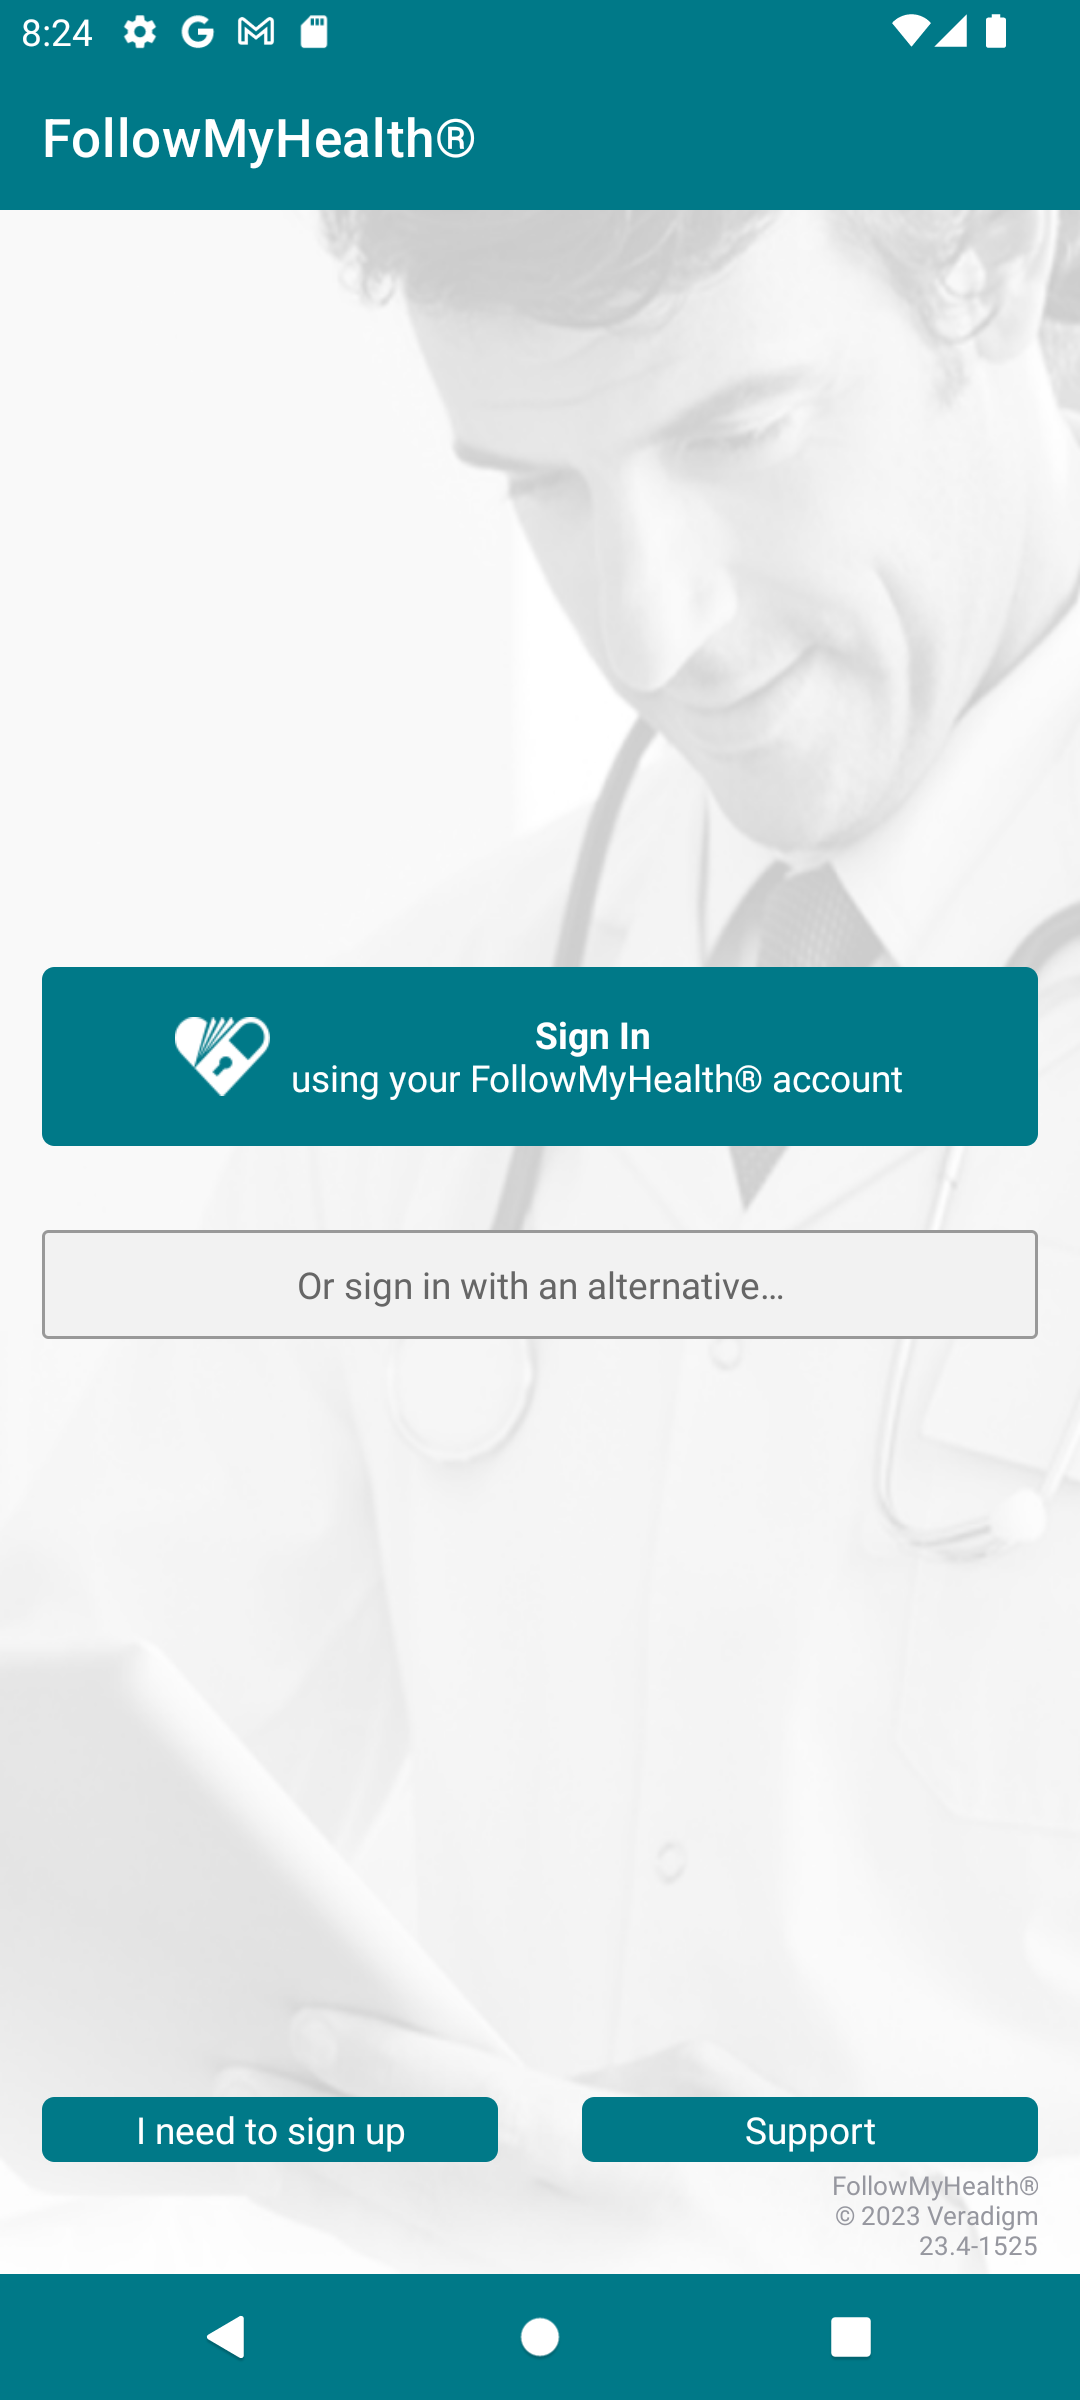 8:24
FollowMyHealth®
Sign In
using your FollowMyHealth® account
Or sign in with an alternative…
I need to sign up
Support
FollowMyHealth®
© 2023 Veradigm
23.4-1525